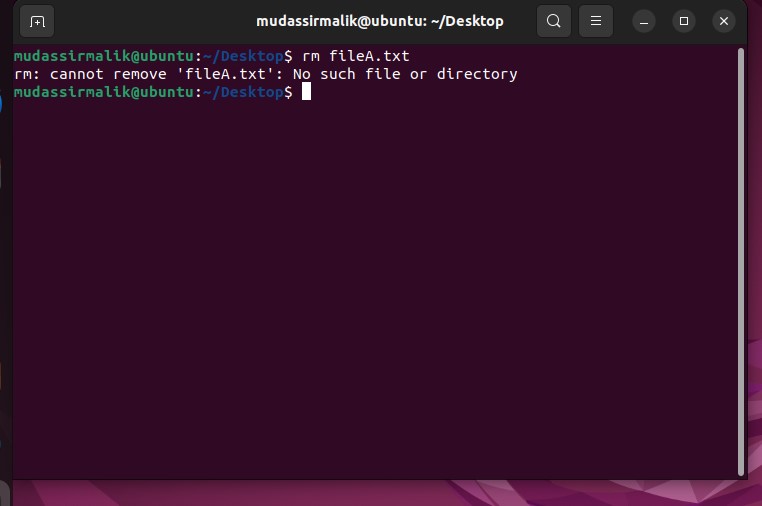 mudassirmalik@ubuntu: ~/Desktop
mudassirmalik@ubuntu:~/Desktop$ rm fileA.txt
rm: cannot remove 'fileA.txt': No such file or directory
mudassirmalik@ubuntu:~/Desktop$